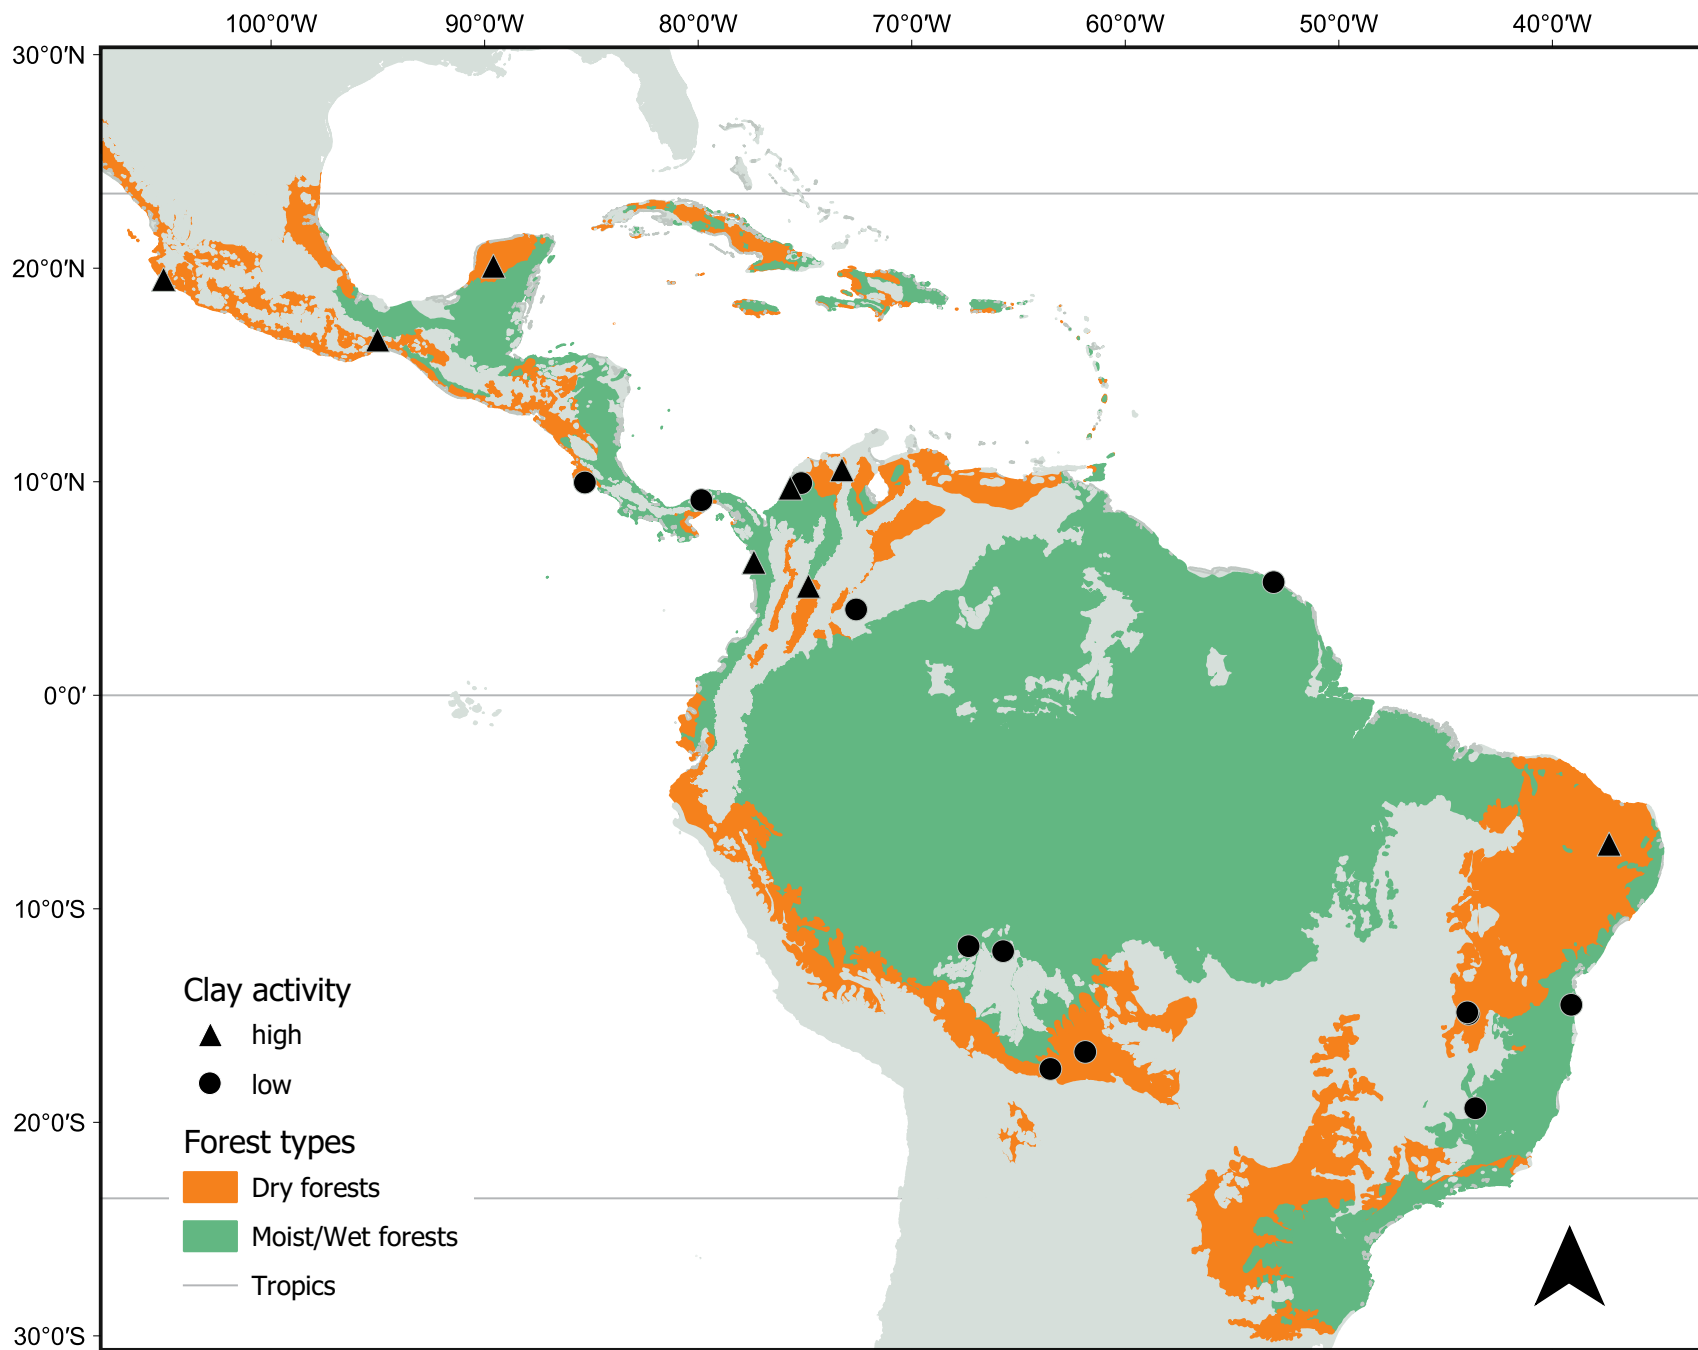 100°0′W 90°0′W 80°0′W 70°0′W 60°0′W 50°0′W 40°0′W
30°0′N
20°0′N
10°0′N
0°0′
10°0′S
20°0′S
30°0′S
Clay activity
high
low
Forest types
Dry forests
Moist/Wet forests
Tropics